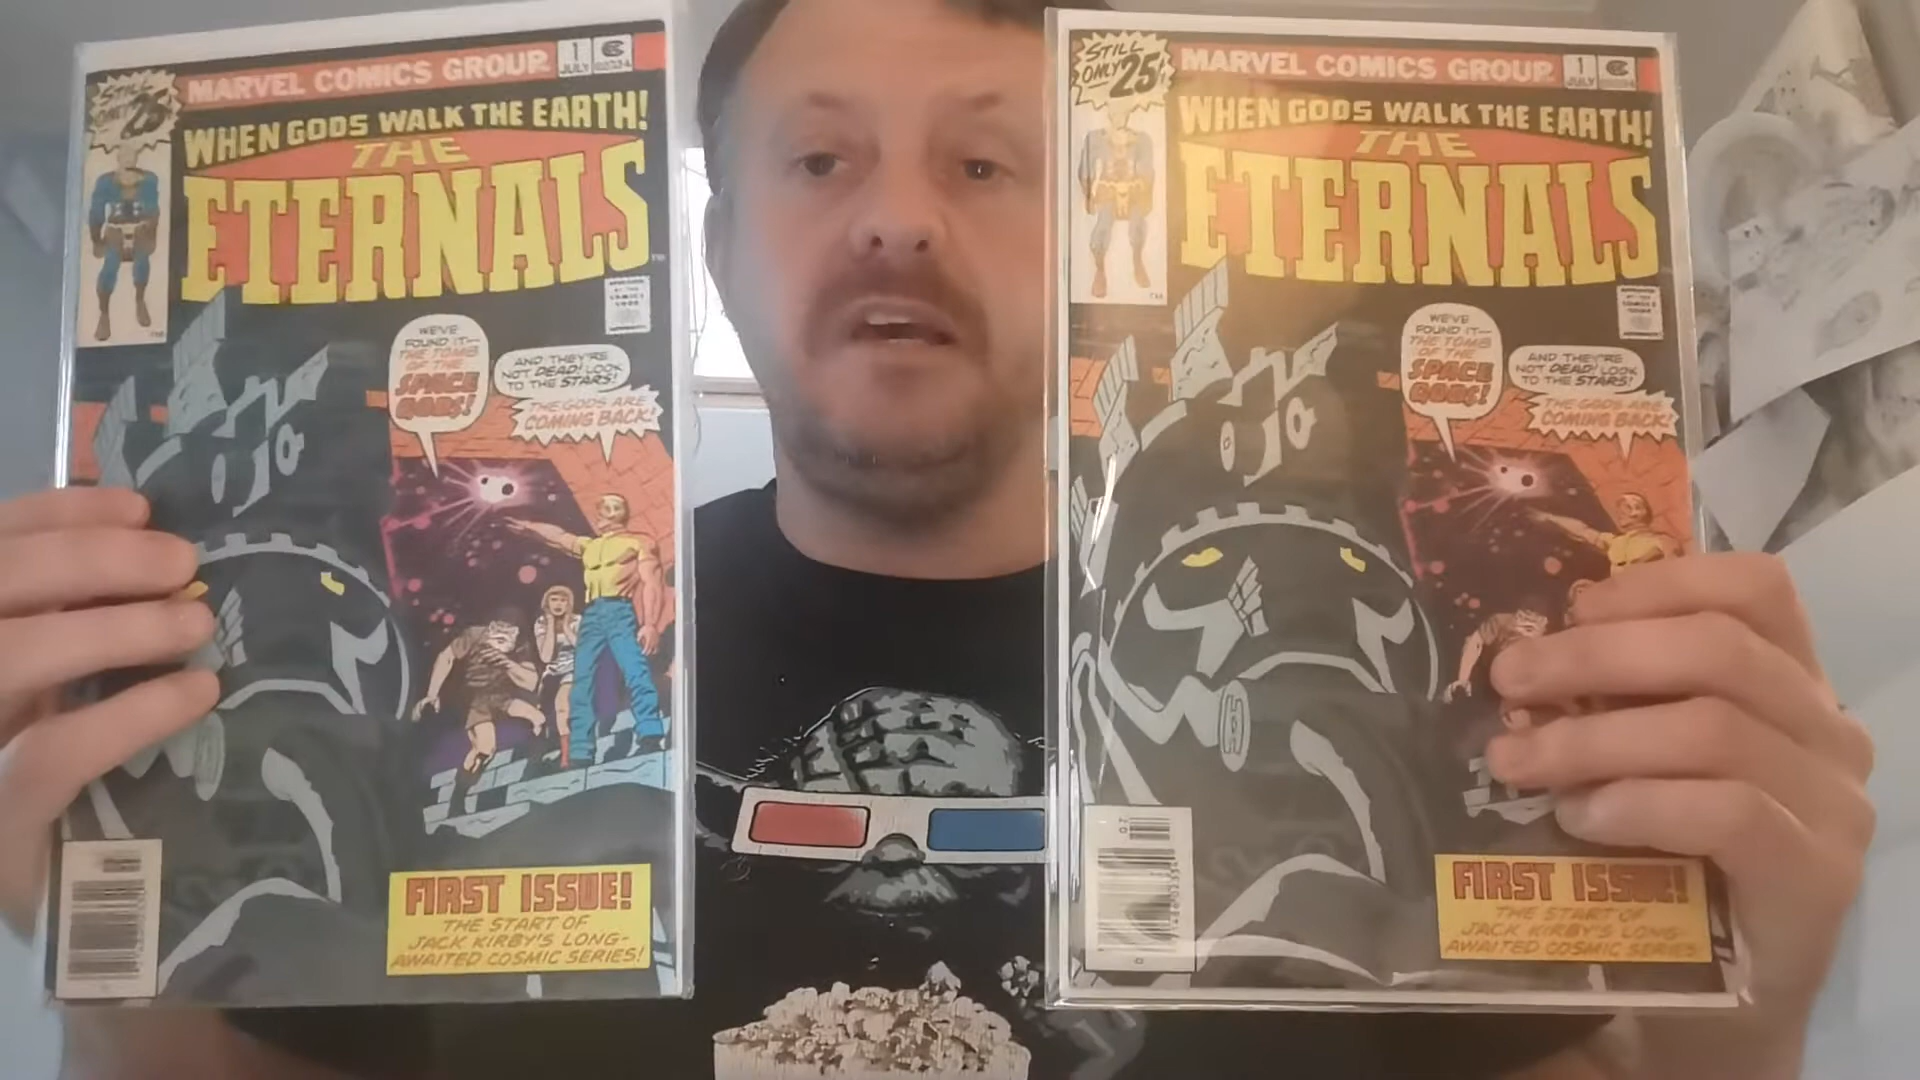 STILL
ONLY 25¢
MARVEL COMICS GROUP
1
JULY
WHEN GODS WALK THE EARTH!
THE
ETERNALS
TM
WE'VE
FOUND IT—
THE TOMB
OF THE
SPACE
GODS!
AND THEY'RE
NOT DEAD! LOOK
TO THE STARS!
THE GODS ARE
COMING BACK!
FIRST ISSUE!
THE START OF
JACK KIRBY'S LONG-
AWAITED COSMIC SERIES!
STILL
ONLY 25¢
MARVEL COMICS GROUP
1
JULY
WHEN GODS WALK THE EARTH!
THE
ETERNALS
TM
WE'VE
FOUND IT—
THE TOMB
OF THE
SPACE
GODS!
AND THEY'RE
NOT DEAD! LOOK
TO THE STARS!
THE GODS ARE
COMING BACK!
07
FIRST ISSUE!
THE START OF
JACK KIRBY'S LONG-
AWAITED COSMIC SERIES